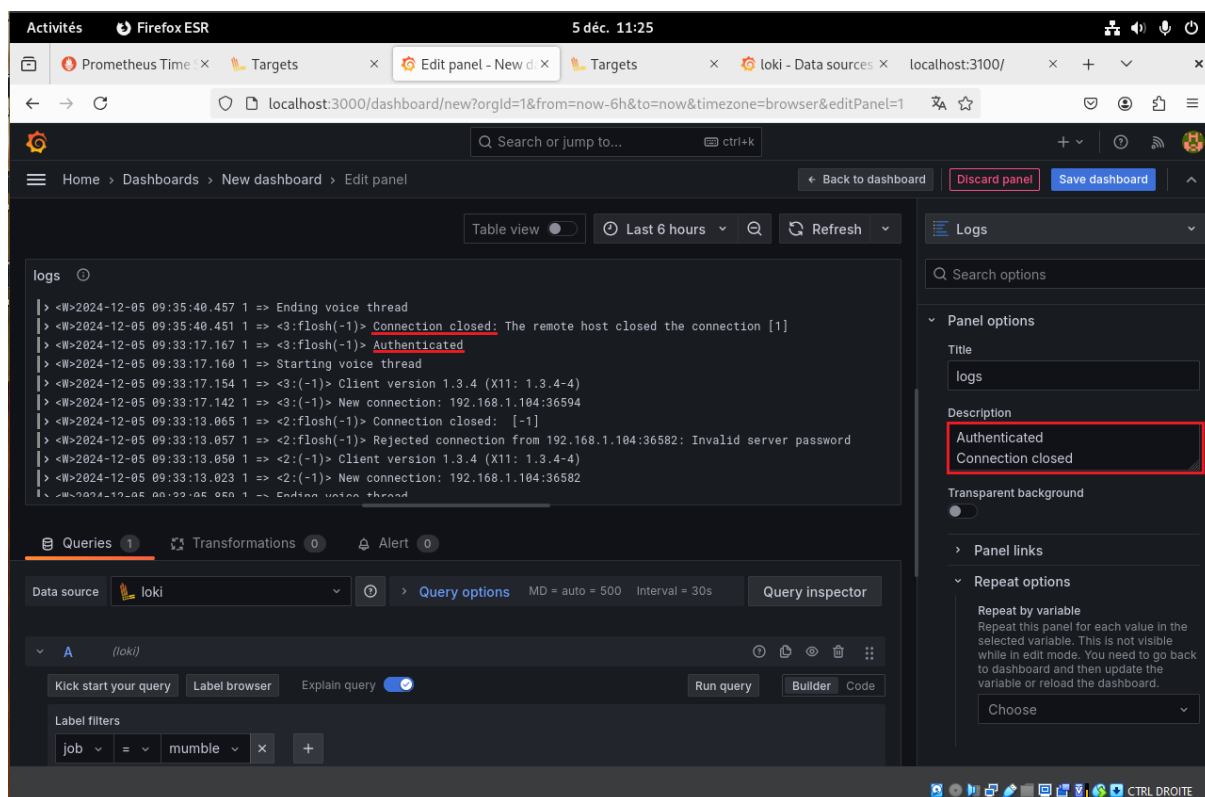 Activités Firefox ESR 5 déc. 11:25
Prometheus Time S Targets Edit panel - New da Targets loki - Data sources localhost:3100/
localhost:3000/dashboard/new?orgId=1&from=now-6h&to=now&timezone=browser&editPanel=1
Search or jump to... ctrl+k
Home › Dashboards › New dashboard › Edit panel Back to dashboard Discard panel Save dashboard
Table view Last 6 hours Refresh Logs
logs
<W>2024-12-05 09:35:40.457 1 => Ending voice thread
<W>2024-12-05 09:35:40.451 1 => <3:flosh(-1)> Connection closed: The remote host closed the connection [1]
<W>2024-12-05 09:33:17.167 1 => <3:flosh(-1)> Authenticated
<W>2024-12-05 09:33:17.160 1 => Starting voice thread
<W>2024-12-05 09:33:17.154 1 => <3:(-1)> Client version 1.3.4 (X11: 1.3.4-4)
<W>2024-12-05 09:33:17.142 1 => <3:(-1)> New connection: 192.168.1.104:36594
<W>2024-12-05 09:33:13.065 1 => <2:flosh(-1)> Connection closed: [-1]
<W>2024-12-05 09:33:13.057 1 => <2:flosh(-1)> Rejected connection from 192.168.1.104:36582: Invalid server password
<W>2024-12-05 09:33:13.050 1 => <2:(-1)> Client version 1.3.4 (X11: 1.3.4-4)
<W>2024-12-05 09:33:13.023 1 => <2:(-1)> New connection: 192.168.1.104:36582
<W>2024-12-05 09:33:05.859 1 => Ending voice thread
Queries 1 Transformations 0 Alert 0
Data source loki Query options MD = auto = 500 Interval = 30s Query inspector
A (loki)
Kick start your query Label browser Explain query Run query Builder Code
Label filters
job = mumble × +
Search options
Panel options
Title
logs
Description
Authenticated
Connection closed
Transparent background
Panel links
Repeat options
Repeat by variable
Repeat this panel for each value in the
selected variable. This is not visible
while in edit mode. You need to go back
to dashboard and then update the
variable or reload the dashboard.
Choose
CTRL DROITE